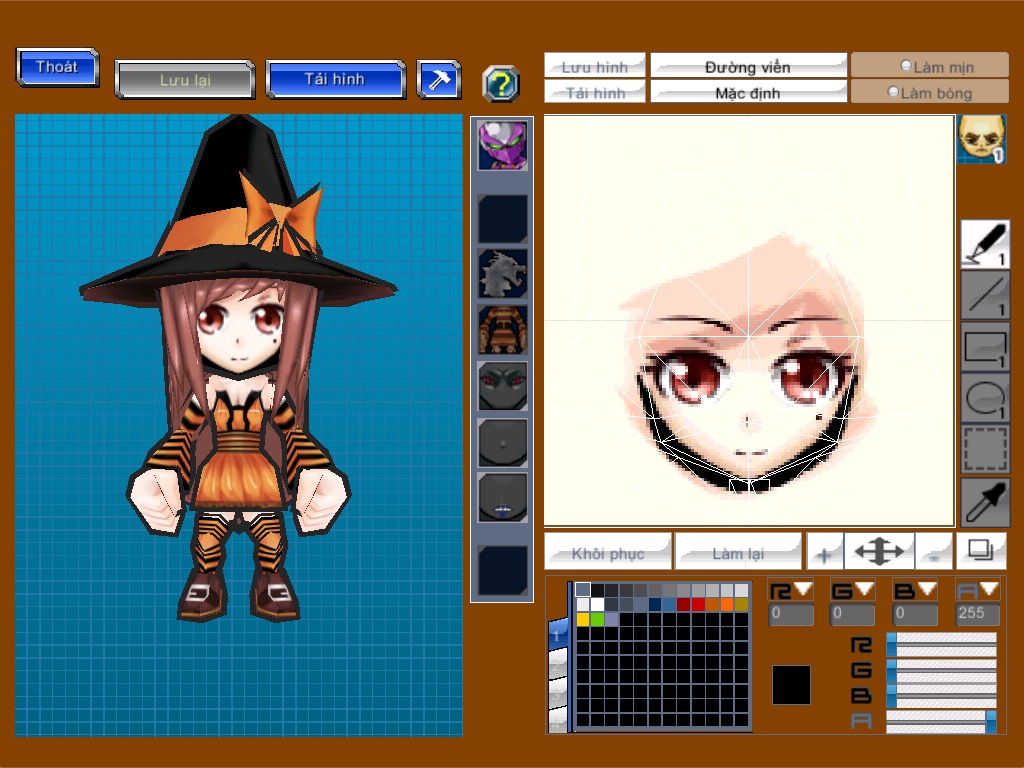 Thoát
Lưu lại
Tải hình
Lưu hình
Đường viền
Làm mịn
Tải hình
Mặc định
Làm bóng
1
1
1
1
1
Khôi phục
Làm lại
+
-
R
G
B
A
0
0
0
255
1
R
G
B
A